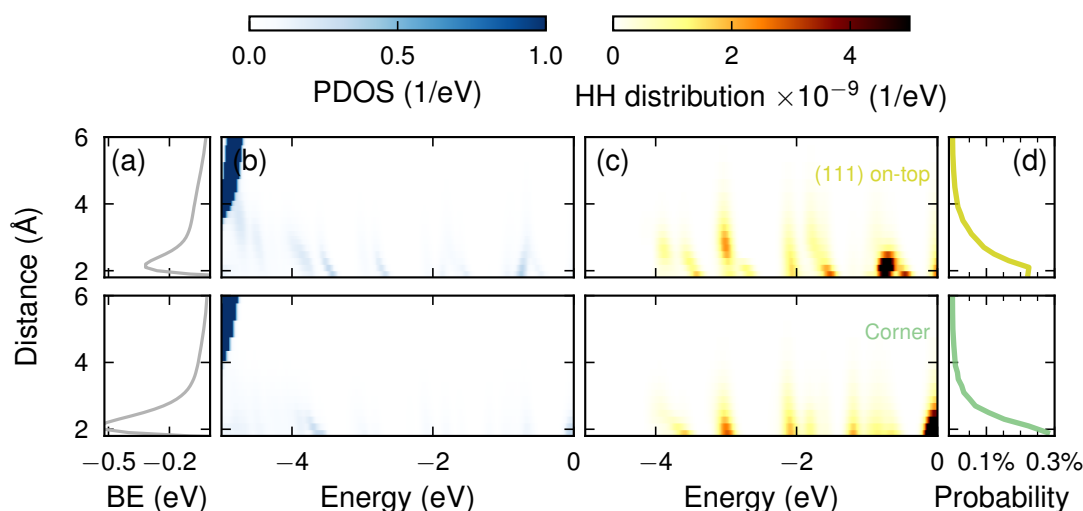 0.0 0.5 1.0 0 2 4
PDOS (1/eV) HH distribution ×10⁻⁹ (1/eV)
6 (a) (b) (c) (111) on-top (d)
4
2
Distance (Å)
6 Corner
4
2
−0.5 −0.2 −4 −2 0 −4 −2 0 0.1% 0.3%
BE (eV) Energy (eV) Energy (eV) Probability